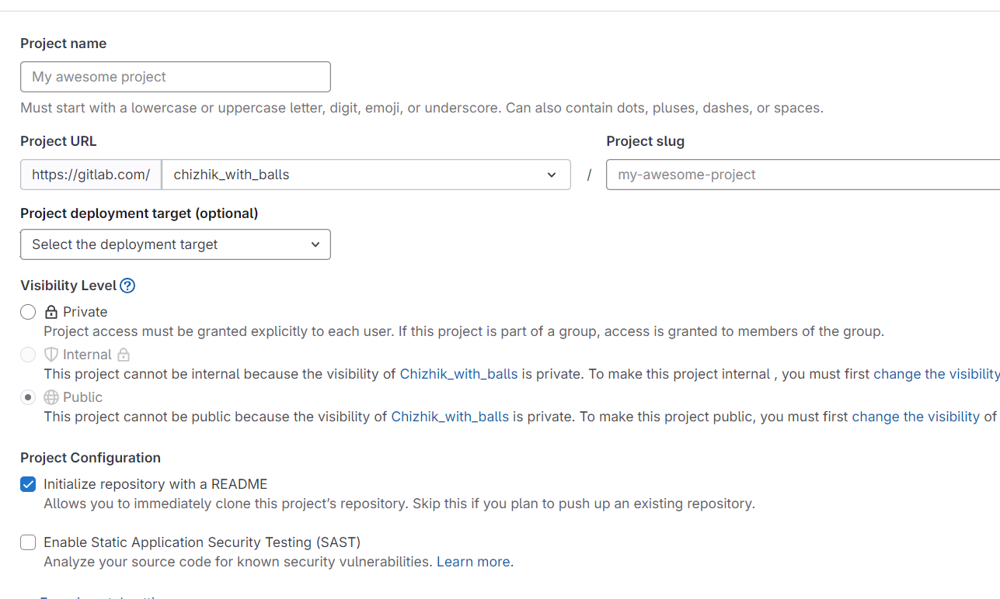 Project name
My awesome project
Must start with a lowercase or uppercase letter, digit, emoji, or underscore. Can also contain dots, pluses, dashes, or spaces.
Project URL
Project slug
https://gitlab.com/
chizhik_with_balls
/
my-awesome-project
Project deployment target (optional)
Select the deployment target
Visibility Level
Private
Project access must be granted explicitly to each user. If this project is part of a group, access is granted to members of the group.
Internal
This project cannot be internal because the visibility of Chizhik_with_balls is private. To make this project internal , you must first change the visibility
Public
This project cannot be public because the visibility of Chizhik_with_balls is private. To make this project public, you must first change the visibility of
Project Configuration
Initialize repository with a README
Allows you to immediately clone this project’s repository. Skip this if you plan to push up an existing repository.
Enable Static Application Security Testing (SAST)
Analyze your source code for known security vulnerabilities. Learn more.